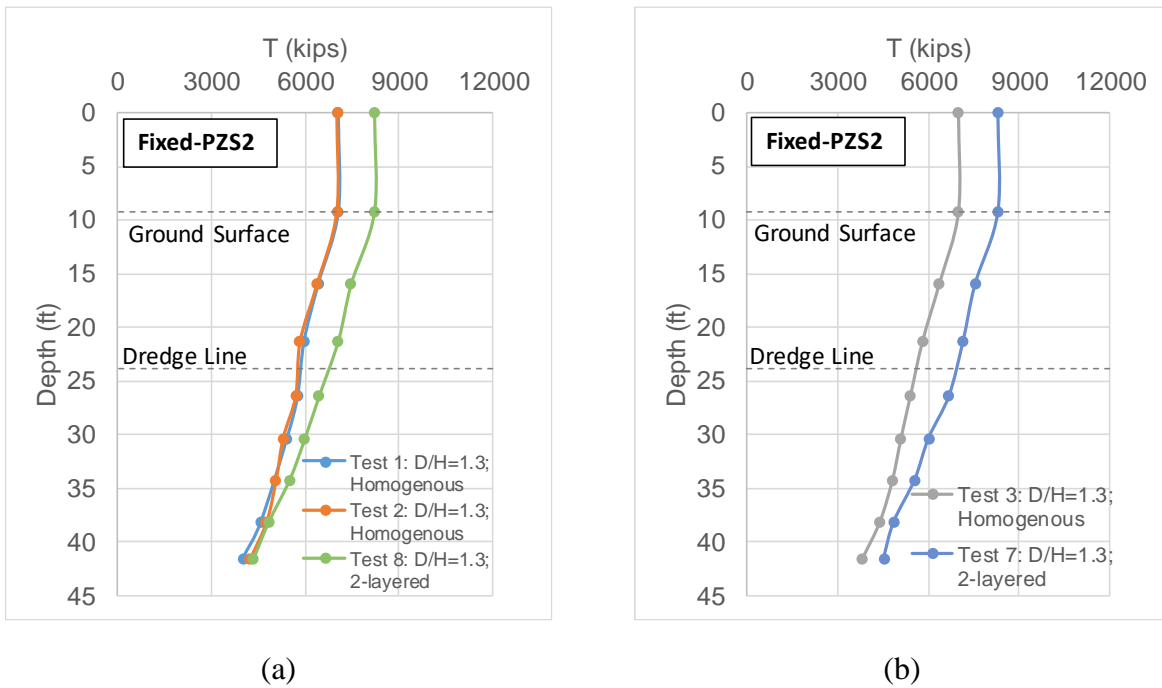 T (kips)
0 3000 6000 9000 12000
0
Fixed-PZS2
5
10
Ground Surface
15
20
Dredge Line
25
30
35
40
45
Depth (ft)
Test 1: D/H=1.3;
Homogenous
Test 2: D/H=1.3;
Homogenous
Test 8: D/H=1.3;
2-layered
(a)
T (kips)
0 3000 6000 9000 12000
0
Fixed-PZS2
5
10
Ground Surface
15
20
Dredge Line
25
30
35
40
45
Depth (ft)
Test 3: D/H=1.3;
Homogenous
Test 7: D/H=1.3;
2-layered
(b)